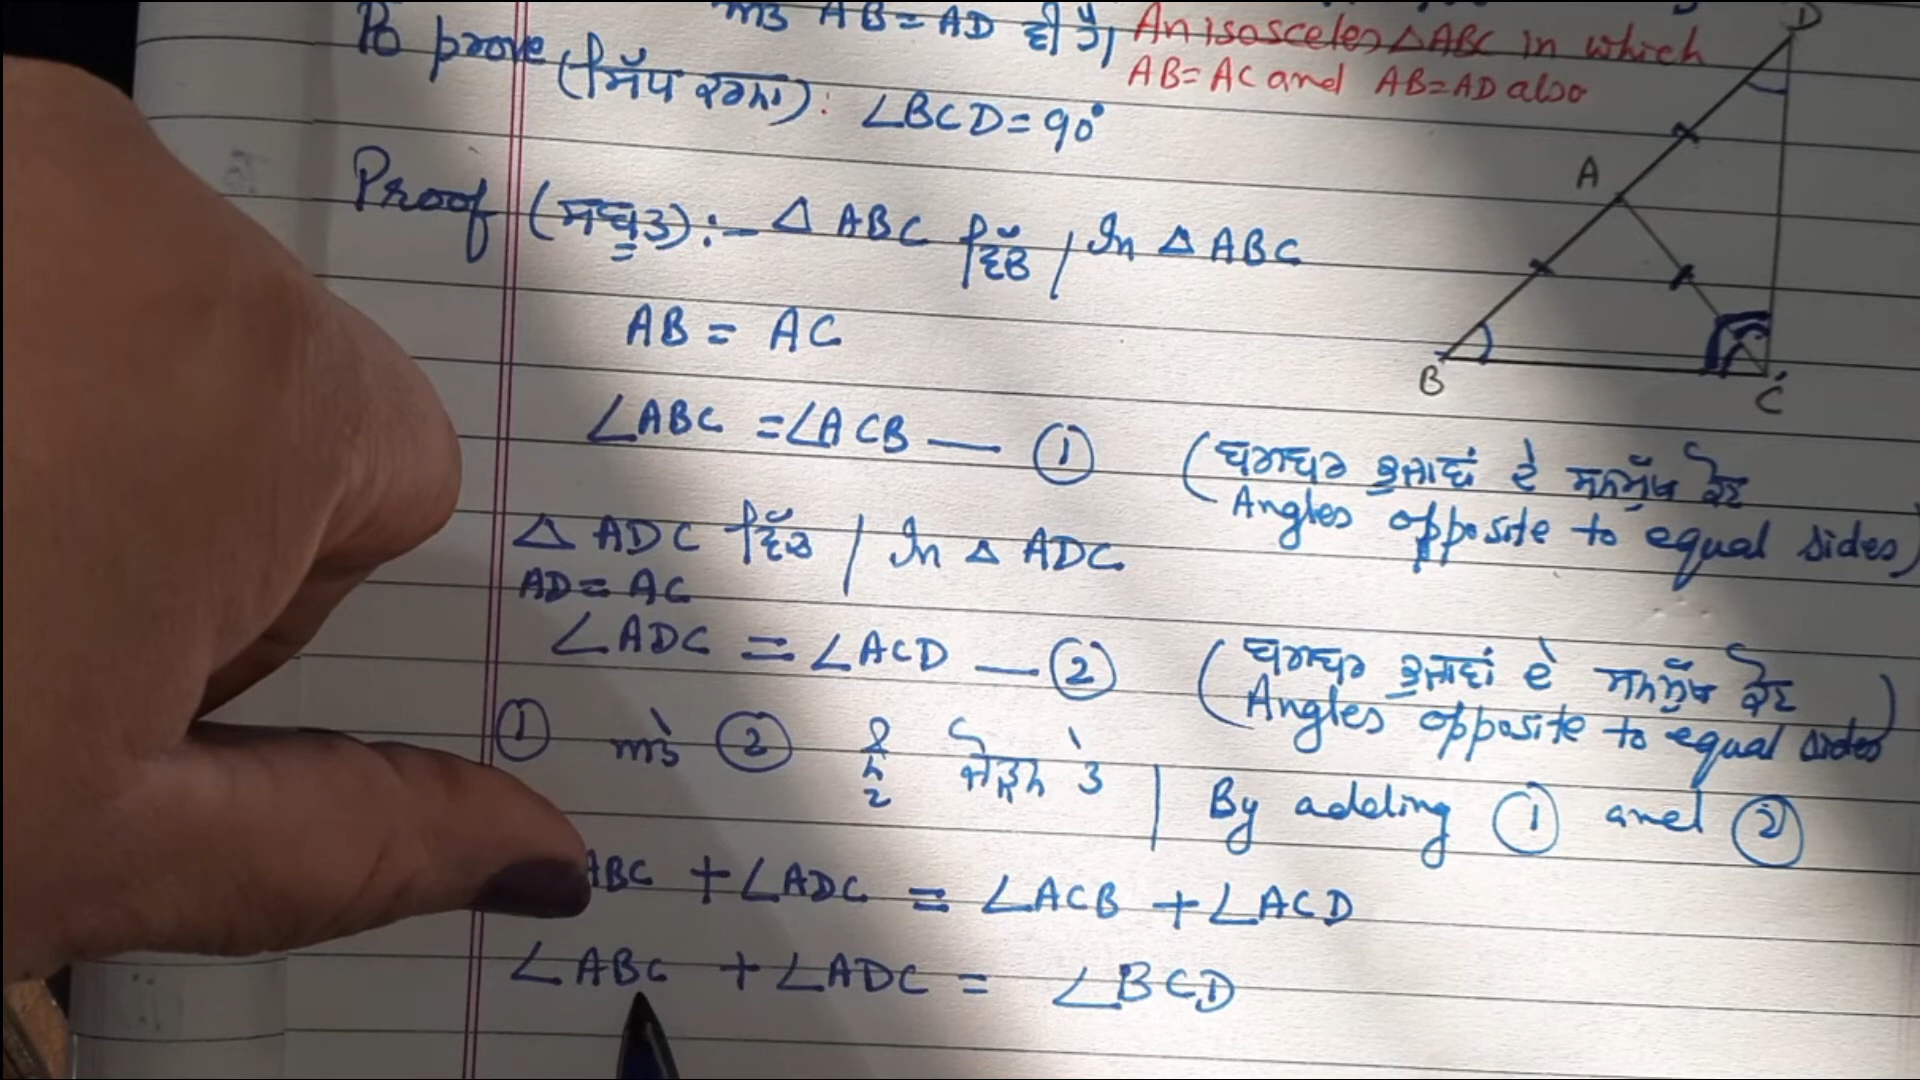 ਅਤੇ AB = AD ਵੀ ਹੈ। An isosceles △ABC in which
AB = AC and AB = AD also
To prove (ਸਿੱਧ ਕਰਨਾ): ∠BCD = 90°
Proof (ਸਬੂਤ):- △ ABC ਵਿੱਚ / In △ ABC
AB = AC
∠ABC = ∠ACB — ①
(ਬਰਾਬਰ ਭੁਜਾਵਾਂ ਦੇ ਸਨਮੁੱਖ ਕੋਣ
Angles opposite to equal sides)
△ ADC ਵਿੱਚ / In △ ADC
AD = AC
∠ADC = ∠ACD — ②
(ਬਰਾਬਰ ਭੁਜਾਵਾਂ ਦੇ ਸਨਮੁੱਖ ਕੋਣ
Angles opposite to equal sides)
① ਅਤੇ ② ਨੂੰ ਜੋੜਨ ਤੇ | By adding ① and ②
ABC + ∠ADC = ∠ACB + ∠ACD
∠ABC + ∠ADC = ∠BCD
D
A
B
C